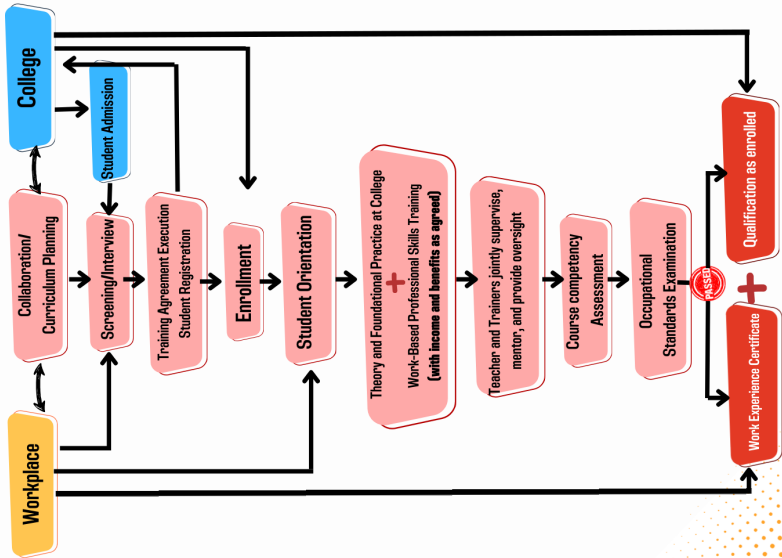 College
Student Admission
Collaboration/
Curriculum Planning
Workplace
Screening/Interview
Training Agreement Execution
Student Registration
Enrollment
Student Orientation
Theory and Foundational Practice at College
+
Work-Based Professional Skills Training
(with income and benefits as agreed)
Teacher and Trainers jointly supervise,
mentor, and provide oversight
Course competency
Assessment
Occupational
Standards Examination
PASSED
Qualification as enrolled
+
Work Experience Certificate